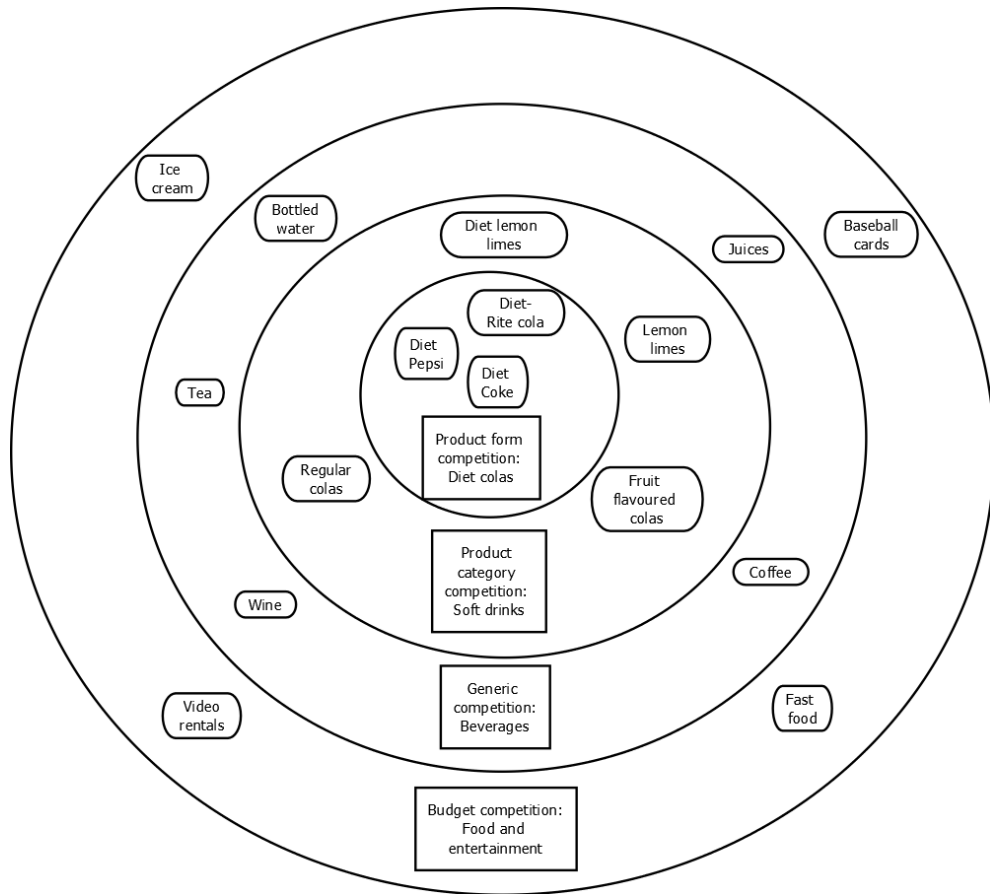 Ice
cream
Bottled
water
Diet lemon
limes
Juices
Baseball
cards
Diet-
Rite cola
Diet
Pepsi
Lemon
limes
Diet
Coke
Tea
Product form
competition:
Diet colas
Regular
colas
Fruit
flavoured
colas
Product
category
competition:
Soft drinks
Coffee
Wine
Generic
competition:
Beverages
Video
rentals
Fast
food
Budget competition:
Food and
entertainment